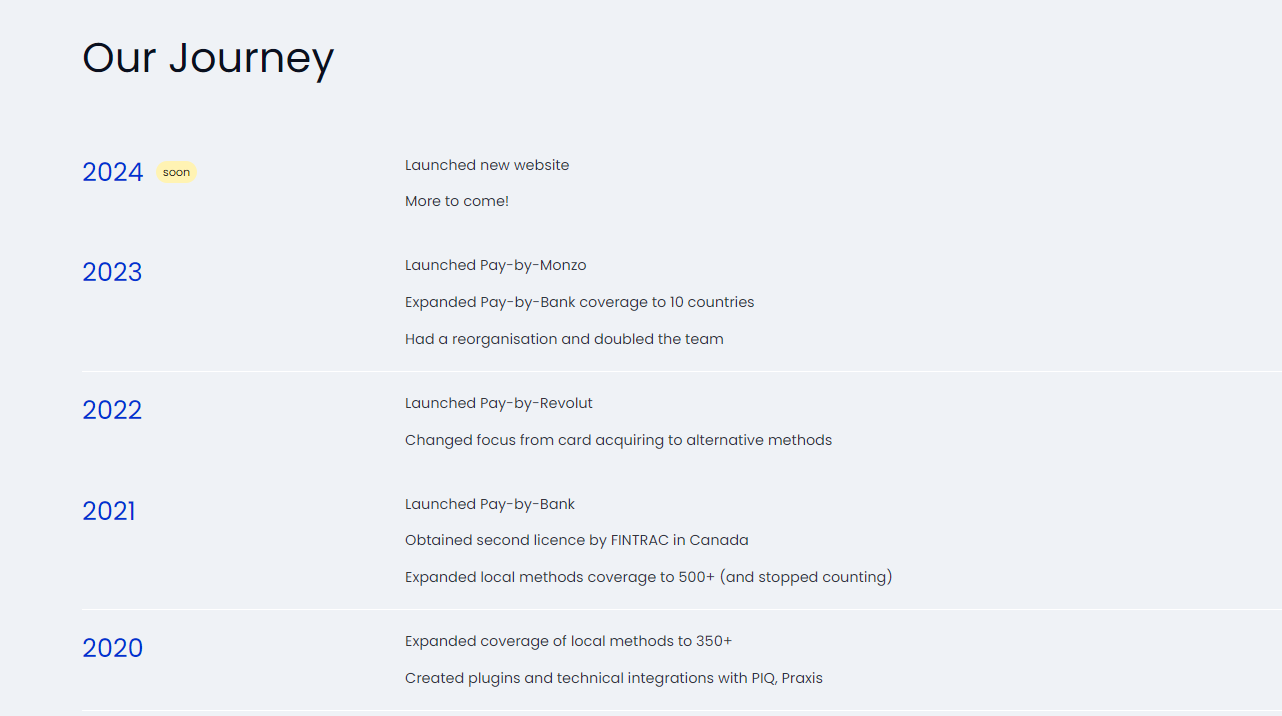 Our Journey
2024 soon
Launched new website
More to come!
2023
Launched Pay-by-Monzo
Expanded Pay-by-Bank coverage to 10 countries
Had a reorganisation and doubled the team
2022
Launched Pay-by-Revolut
Changed focus from card acquiring to alternative methods
2021
Launched Pay-by-Bank
Obtained second licence by FINTRAC in Canada
Expanded local methods coverage to 500+ (and stopped counting)
2020
Expanded coverage of local methods to 350+
Created plugins and technical integrations with PIQ, Praxis